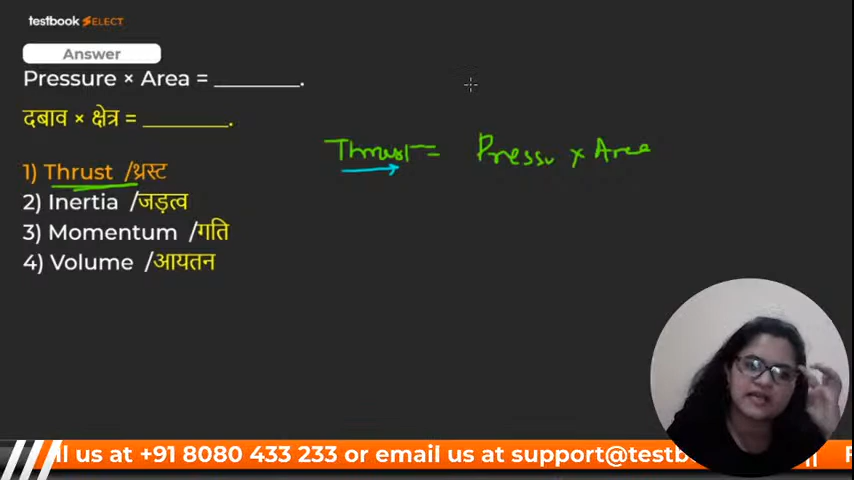 testbook SELECT
Answer
Pressure × Area = ________.
दबाव × क्षेत्र = ________.
Thrust = Pressu × Area
1) Thrust /थ्रस्ट
2) Inertia /जड़त्व
3) Momentum /गति
4) Volume /आयतन
ll us at +91 8080 433 233 or email us at support@testb